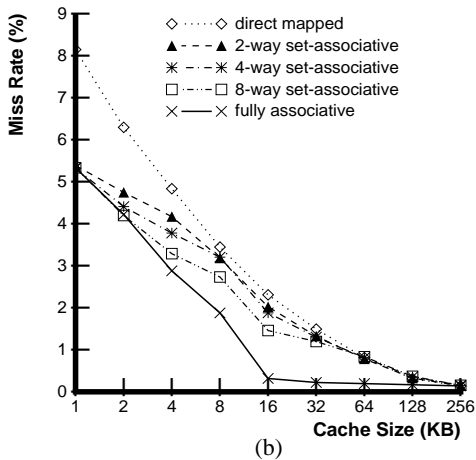 Miss Rate (%)
9
8
7
6
5
4
3
2
1
0
direct mapped
2-way set-associative
4-way set-associative
8-way set-associative
fully associative
1 2 4 8 16 32 64 128 256
Cache Size (KB)
(b)